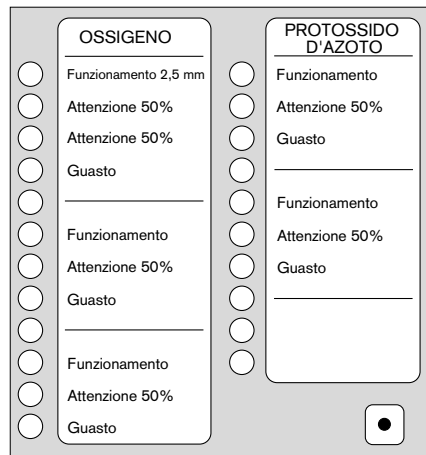 OSSIGENO
Funzionamento 2,5 mm
Attenzione 50%
Attenzione 50%
Guasto
Funzionamento
Attenzione 50%
Guasto
Funzionamento
Attenzione 50%
Guasto
PROTOSSIDO
D'AZOTO
Funzionamento
Attenzione 50%
Guasto
Funzionamento
Attenzione 50%
Guasto